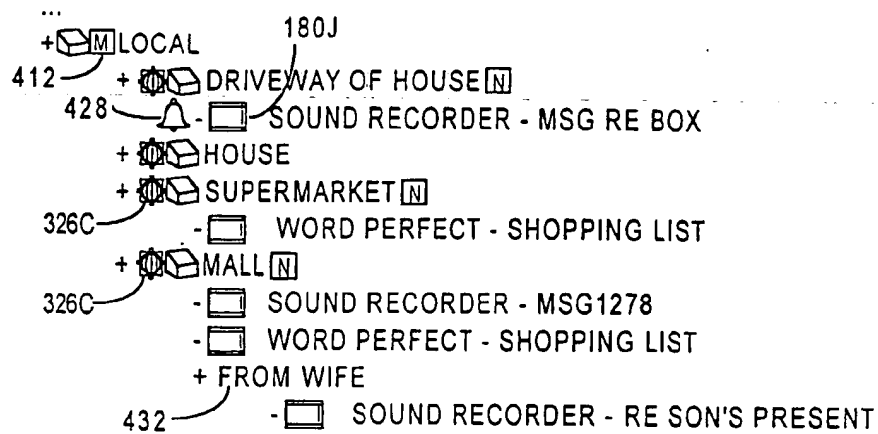 ...
180J
+ M LOCAL
412
+ DRIVEWAY OF HOUSE N
428
- SOUND RECORDER - MSG RE BOX
+ HOUSE
+ SUPERMARKET N
326C
- WORD PERFECT - SHOPPING LIST
+ MALL N
326C
- SOUND RECORDER - MSG1278
- WORD PERFECT - SHOPPING LIST
+ FROM WIFE
432
- SOUND RECORDER - RE SON'S PRESENT